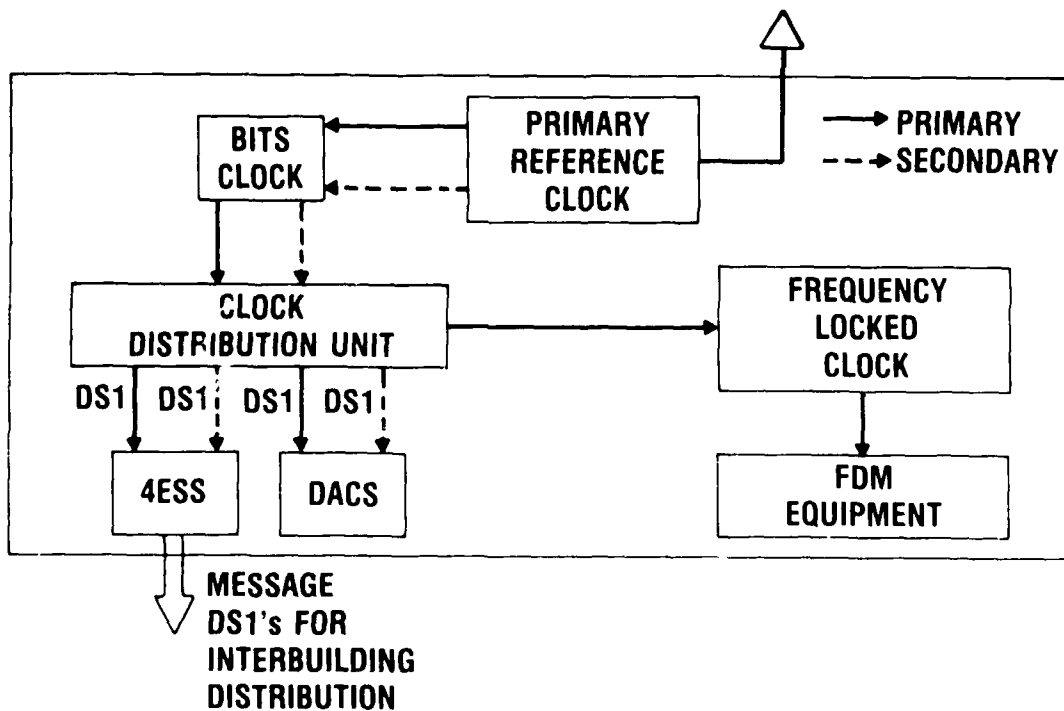 BITS
CLOCK
PRIMARY
REFERENCE
CLOCK
PRIMARY
SECONDARY
CLOCK
DISTRIBUTION UNIT
FREQUENCY
LOCKED
CLOCK
DS1 DS1 DS1 DS1
4ESS
DACS
FDM
EQUIPMENT
MESSAGE
DS1's FOR
INTERBUILDING
DISTRIBUTION